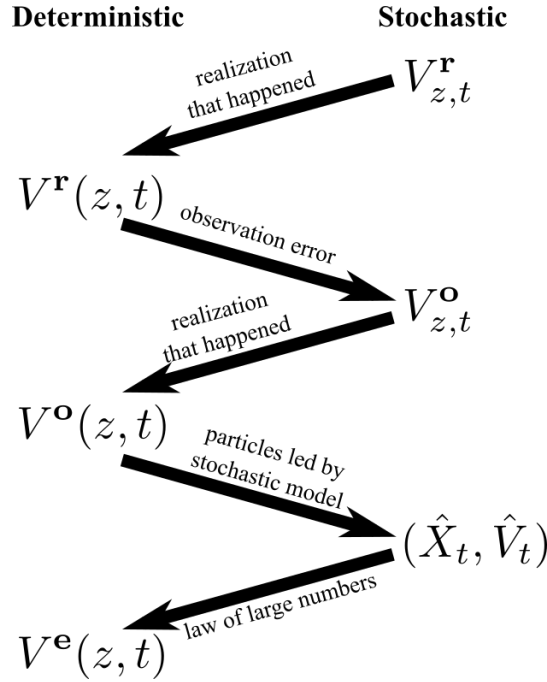 Deterministic Stochastic
realization
that happened
V^r_{z,t}
V^r(z, t)
observation error
V^o_{z,t}
realization
that happened
V^o(z, t)
particles led by
stochastic model
(X̂_t, V̂_t)
law of large numbers
V^e(z, t)